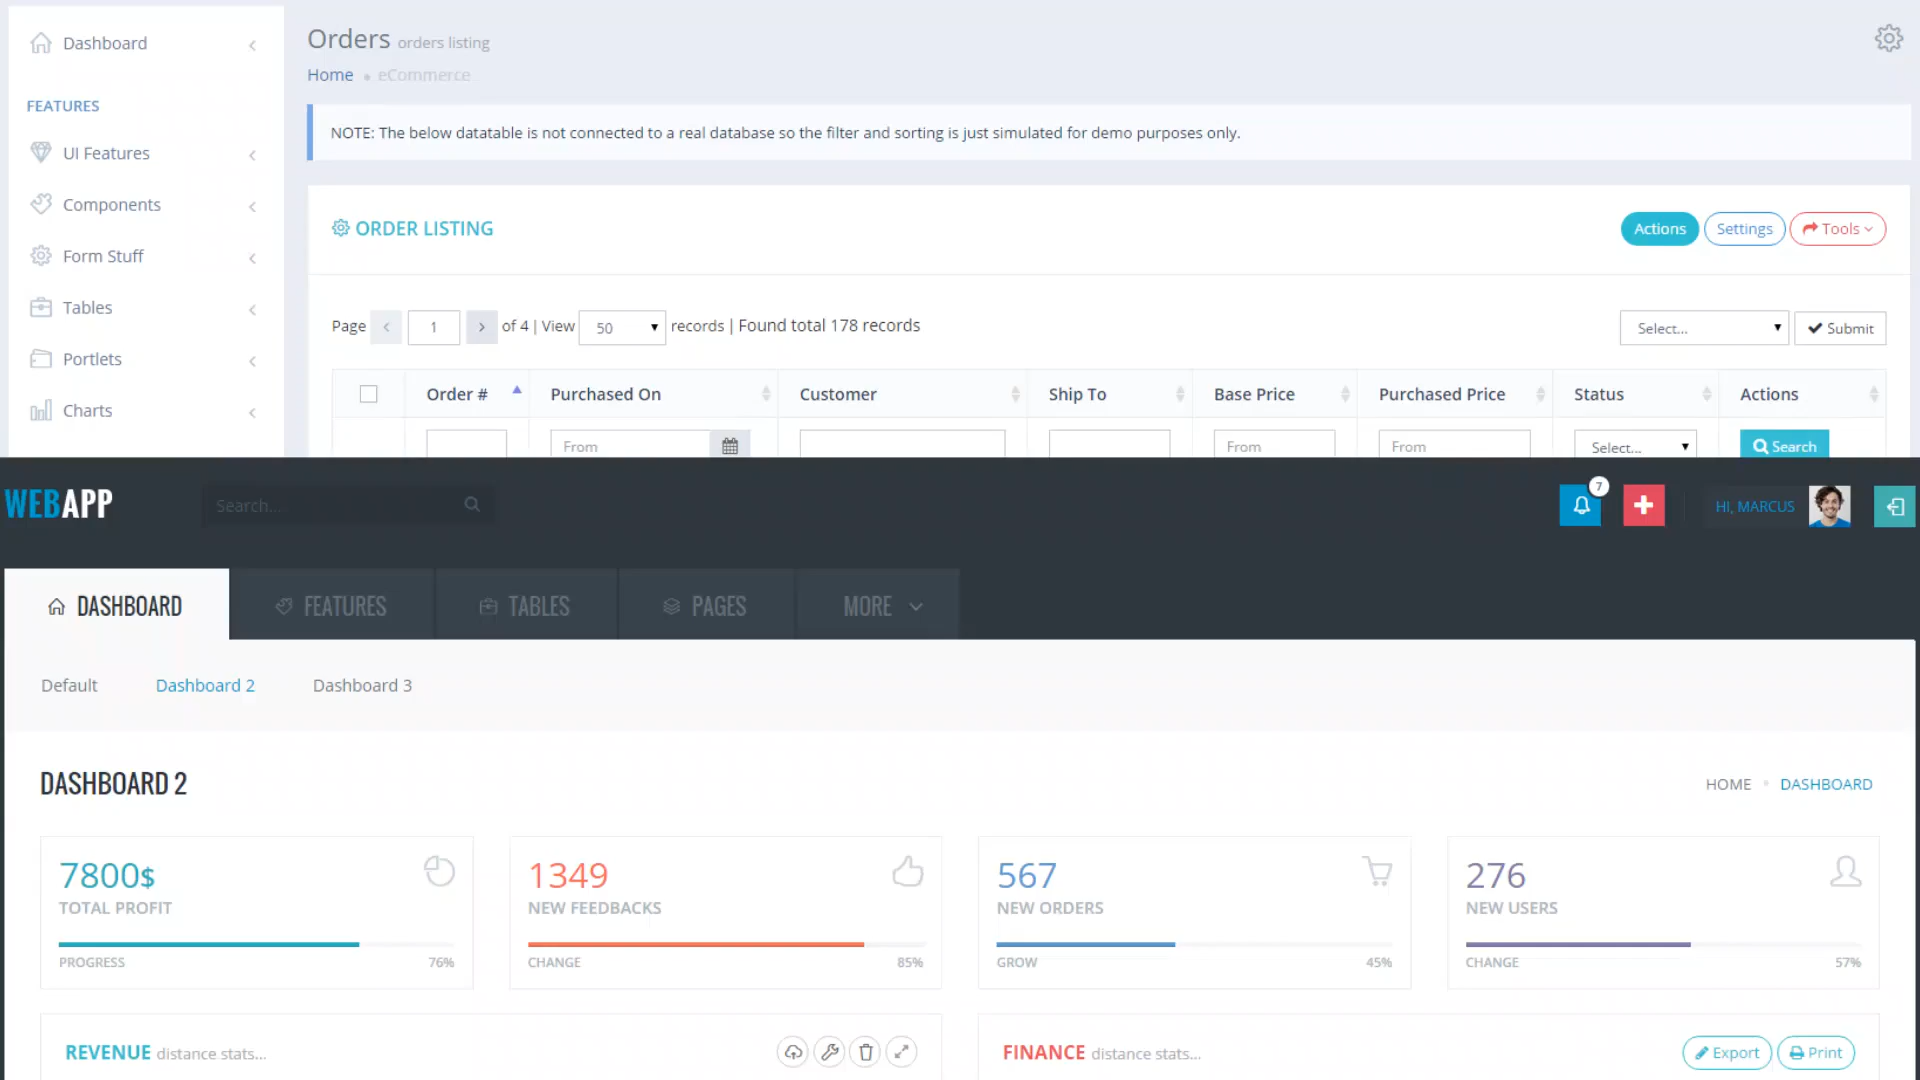 Dashboard
FEATURES
UI Features
Components
Form Stuff
Tables
Portlets
Charts
Orders orders listing
Home eCommerce
NOTE: The below datatable is not connected to a real database so the filter and sorting is just simulated for demo purposes only.
ORDER LISTING
Actions Settings Tools
Page 1 of 4 | View 50 records | Found total 178 records
Select... Submit
Order # Purchased On Customer Ship To Base Price Purchased Price Status Actions
From From From Select... Search
WEBAPP Search... 7 HI, MARCUS
DASHBOARD FEATURES TABLES PAGES MORE
Default Dashboard 2 Dashboard 3
DASHBOARD 2 HOME DASHBOARD
7800$
TOTAL PROFIT
PROGRESS 76%
1349
NEW FEEDBACKS
CHANGE 85%
567
NEW ORDERS
GROW 45%
276
NEW USERS
CHANGE 57%
REVENUE distance stats...
FINANCE distance stats... Export Print